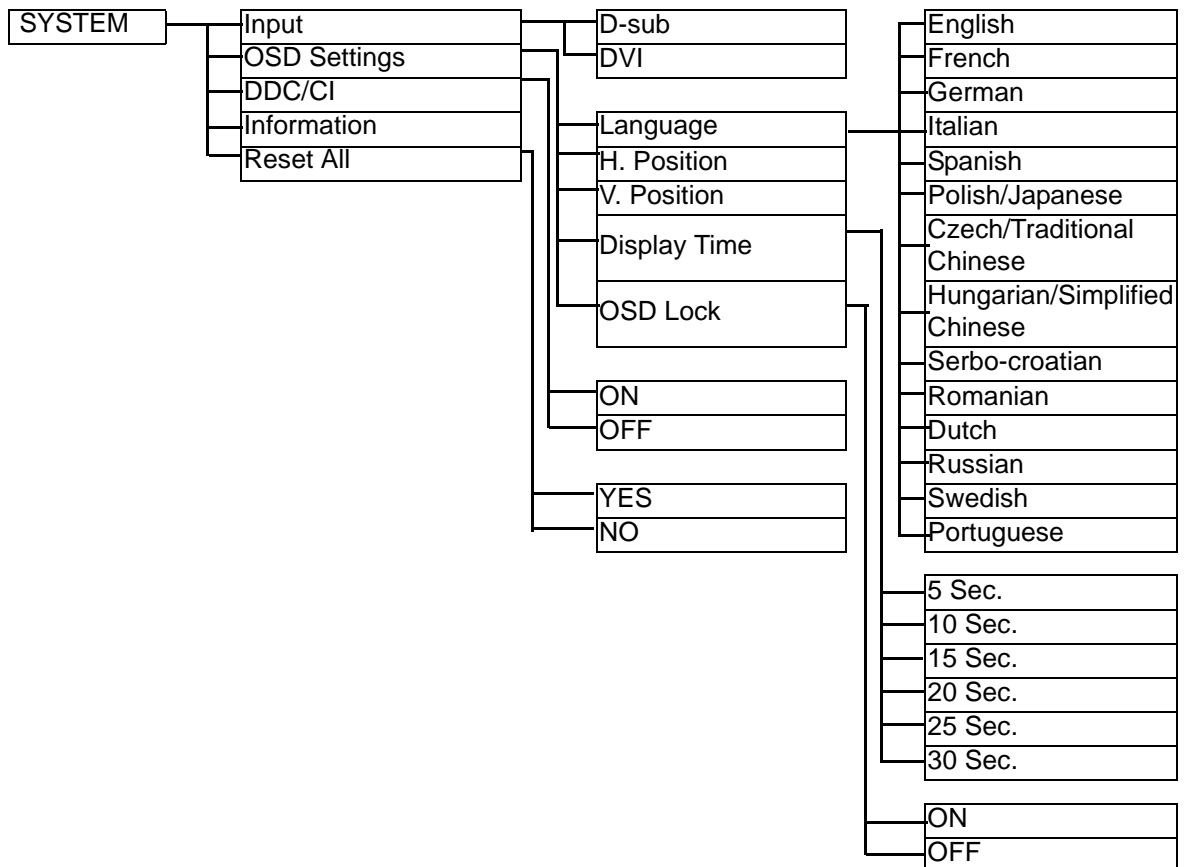 SYSTEM
Input
OSD Settings
DDC/CI
Information
Reset All
D-sub
DVI
Language
H. Position
V. Position
Display Time
OSD Lock
ON
OFF
YES
NO
English
French
German
Italian
Spanish
Polish/Japanese
Czech/Traditional
Chinese
Hungarian/Simplified
Chinese
Serbo-croatian
Romanian
Dutch
Russian
Swedish
Portuguese
5 Sec.
10 Sec.
15 Sec.
20 Sec.
25 Sec.
30 Sec.
ON
OFF